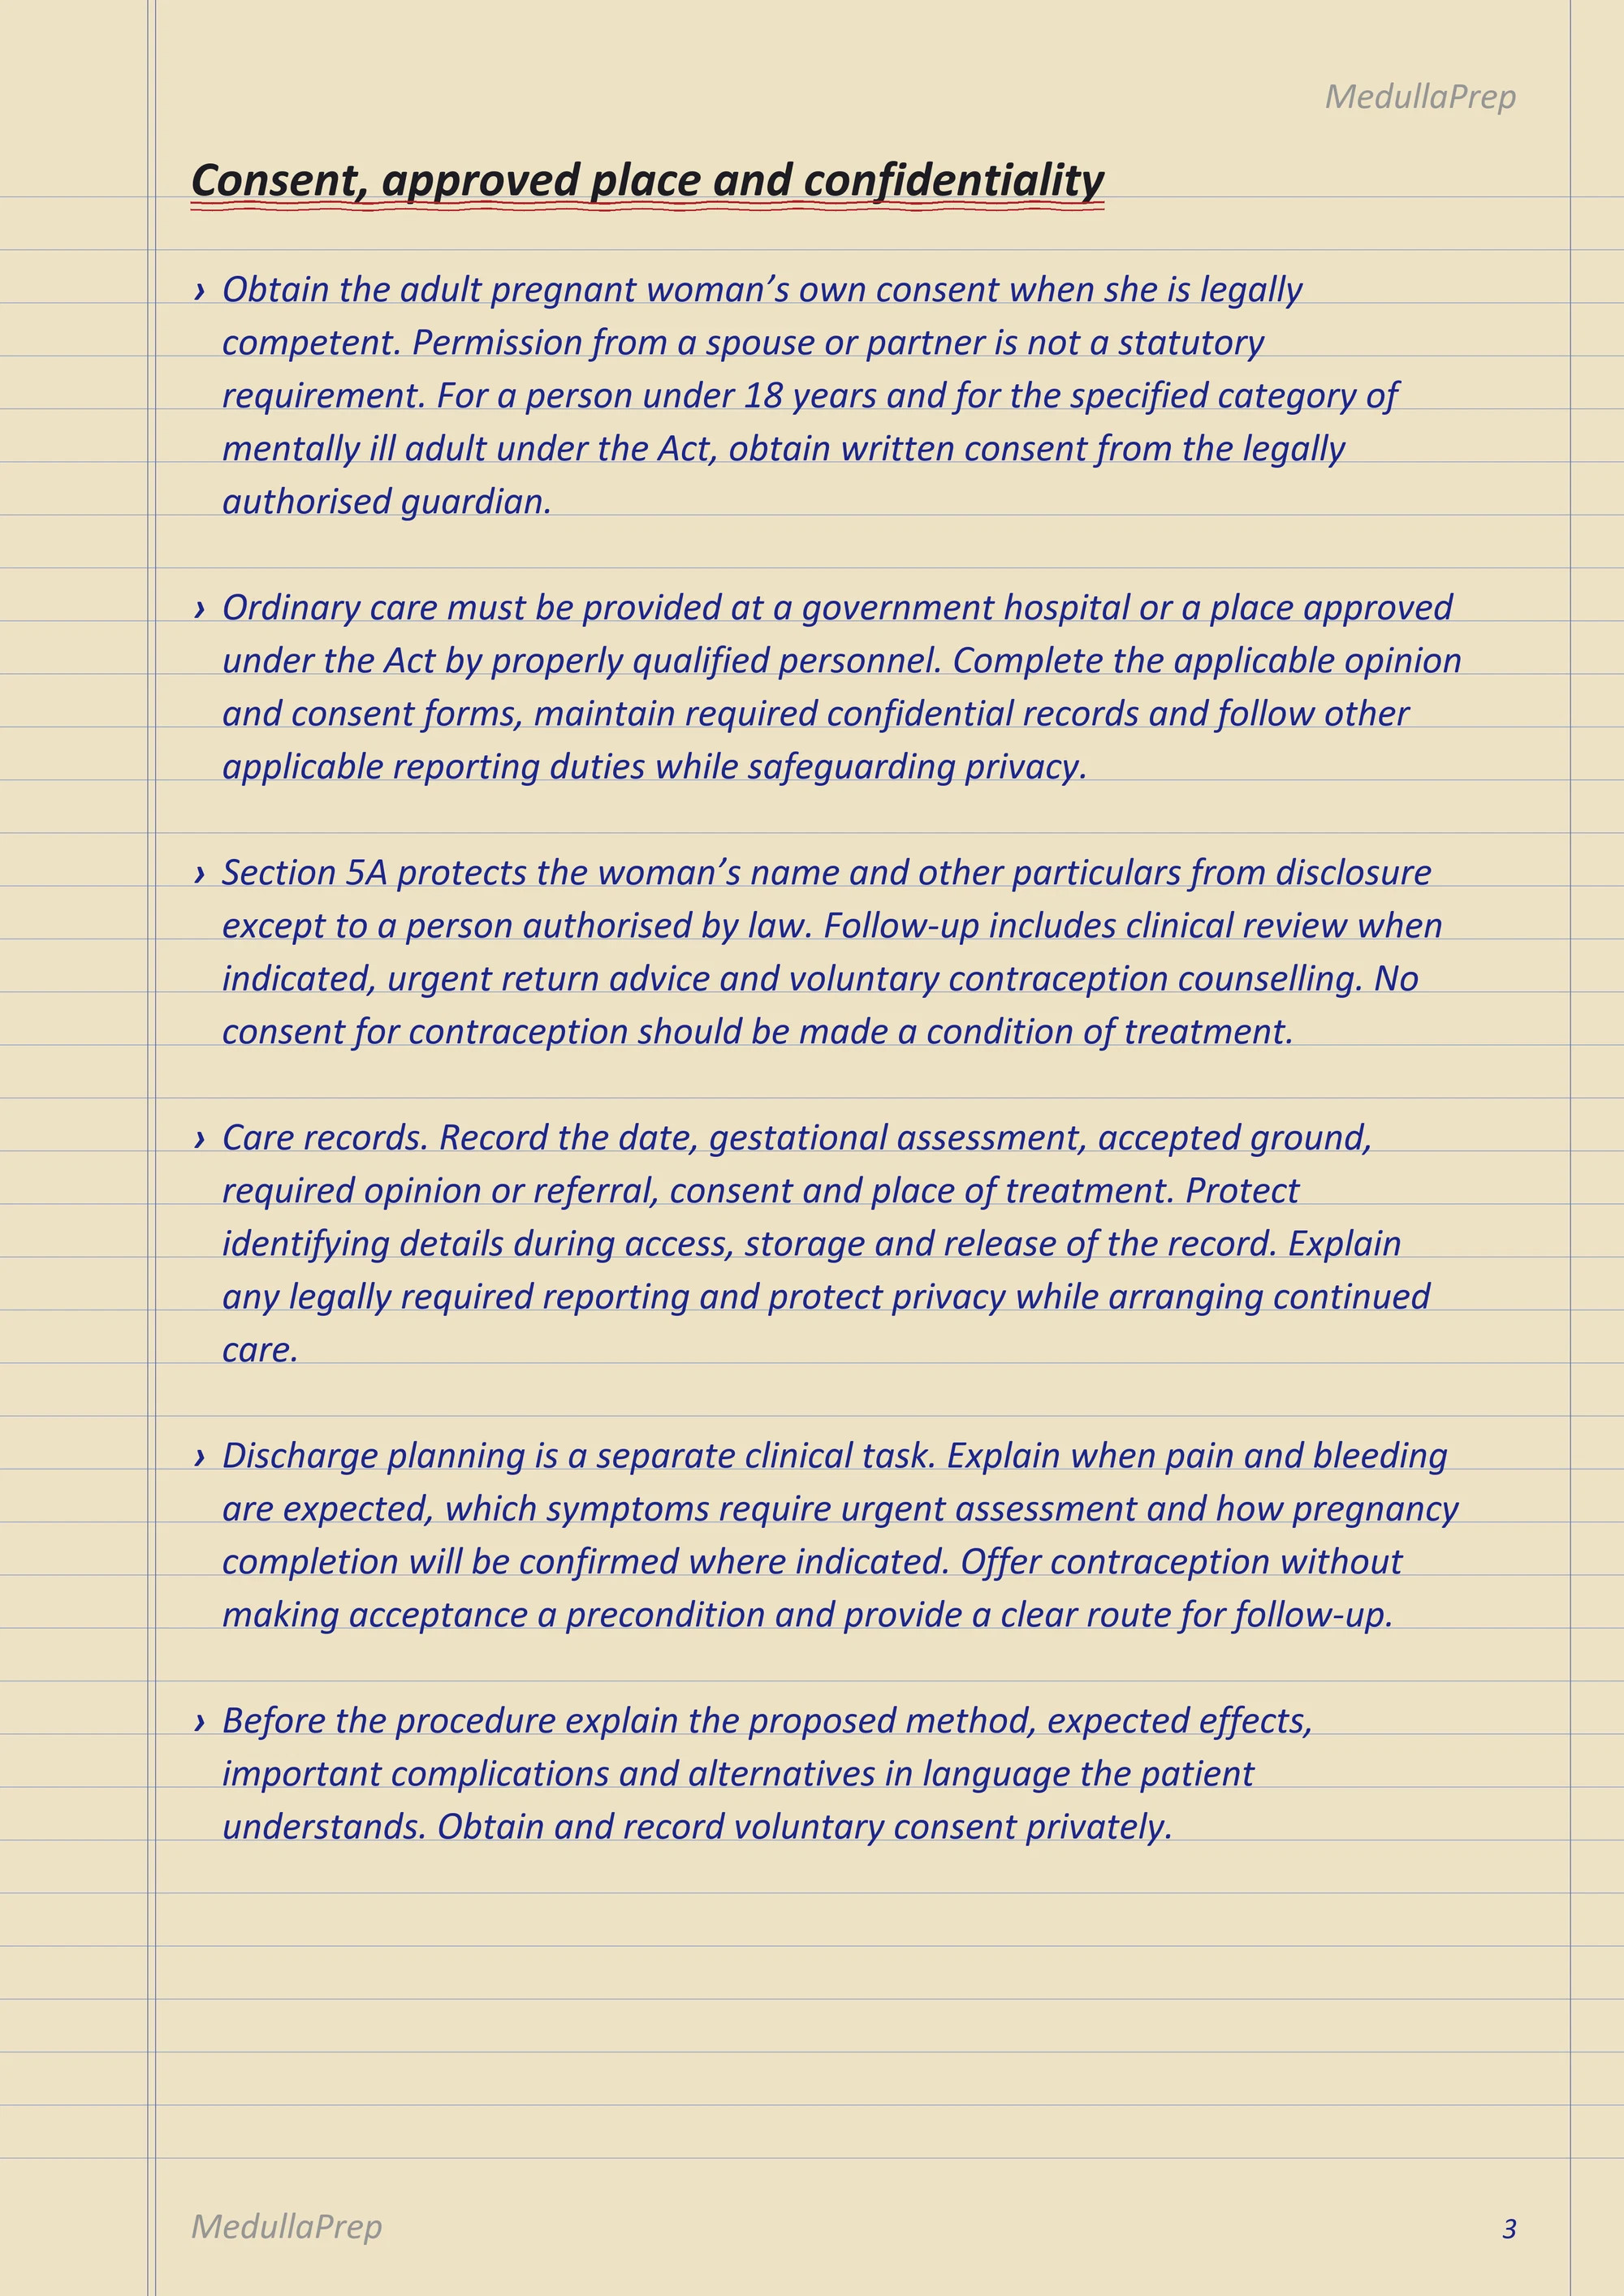 MedullaPrep
Consent, approved place and confidentiality
› Obtain the adult pregnant woman’s own consent when she is legally
competent. Permission from a spouse or partner is not a statutory
requirement. For a person under 18 years and for the specified category of
mentally ill adult under the Act, obtain written consent from the legally
authorised guardian.
› Ordinary care must be provided at a government hospital or a place approved
under the Act by properly qualified personnel. Complete the applicable opinion
and consent forms, maintain required confidential records and follow other
applicable reporting duties while safeguarding privacy.
› Section 5A protects the woman’s name and other particulars from disclosure
except to a person authorised by law. Follow-up includes clinical review when
indicated, urgent return advice and voluntary contraception counselling. No
consent for contraception should be made a condition of treatment.
› Care records. Record the date, gestational assessment, accepted ground,
required opinion or referral, consent and place of treatment. Protect
identifying details during access, storage and release of the record. Explain
any legally required reporting and protect privacy while arranging continued
care.
› Discharge planning is a separate clinical task. Explain when pain and bleeding
are expected, which symptoms require urgent assessment and how pregnancy
completion will be confirmed where indicated. Offer contraception without
making acceptance a precondition and provide a clear route for follow-up.
› Before the procedure explain the proposed method, expected effects,
important complications and alternatives in language the patient
understands. Obtain and record voluntary consent privately.
MedullaPrep
3